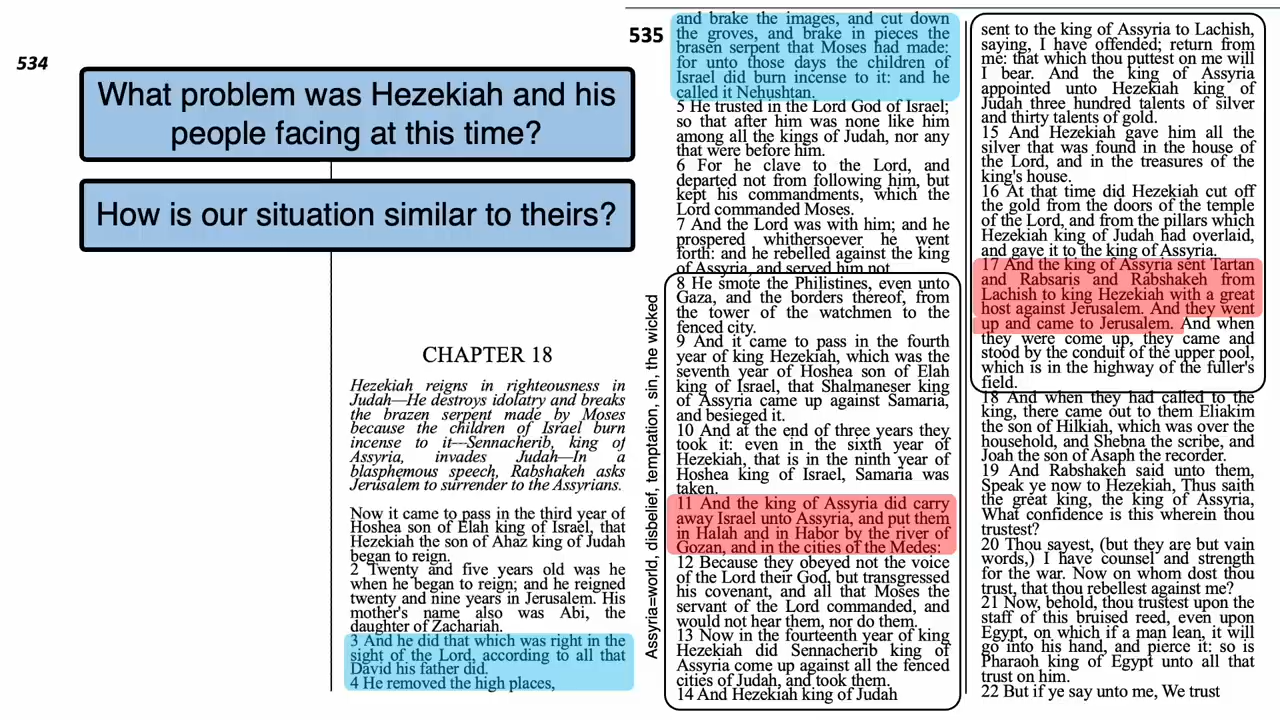 534
What problem was Hezekiah and his
people facing at this time?
How is our situation similar to theirs?
CHAPTER 18
Hezekiah reigns in righteousness in
Judah—He destroys idolatry and breaks
the brazen serpent made by Moses
because the children of Israel burn
incense to it—Sennacherib, king of
Assyria, invades Judah—In a
blasphemous speech, Rabshakeh asks
Jerusalem to surrender to the Assyrians.
Now it came to pass in the third year of
Hoshea son of Elah king of Israel, that
Hezekiah the son of Ahaz king of Judah
began to reign.
2 Twenty and five years old was he
when he began to reign; and he reigned
twenty and nine years in Jerusalem. His
mother's name also was Abi, the
daughter of Zachariah.
3 And he did that which was right in the
sight of the Lord, according to all that
David his father did.
4 He removed the high places,
535
and brake the images, and cut down
the groves, and brake in pieces the
brasen serpent that Moses had made:
for unto those days the children of
Israel did burn incense to it: and he
called it Nehushtan.
5 He trusted in the Lord God of Israel;
so that after him was none like him
among all the kings of Judah, nor any
that were before him.
6 For he clave to the Lord, and
departed not from following him, but
kept his commandments, which the
Lord commanded Moses.
7 And the Lord was with him; and he
prospered whithersoever he went
forth: and he rebelled against the king
of Assyria, and served him not.
Assyria=world, disbelief, temptation, sin, the wicked
8 He smote the Philistines, even unto
Gaza, and the borders thereof, from
the tower of the watchmen to the
fenced city.
9 And it came to pass in the fourth
year of king Hezekiah, which was the
seventh year of Hoshea son of Elah
king of Israel, that Shalmaneser king
of Assyria came up against Samaria,
and besieged it.
10 And at the end of three years they
took it: even in the sixth year of
Hezekiah, that is in the ninth year of
Hoshea king of Israel, Samaria was
taken.
11 And the king of Assyria did carry
away Israel unto Assyria, and put them
in Halah and in Habor by the river of
Gozan, and in the cities of the Medes:
12 Because they obeyed not the voice
of the Lord their God, but transgressed
his covenant, and all that Moses the
servant of the Lord commanded, and
would not hear them, nor do them.
13 Now in the fourteenth year of king
Hezekiah did Sennacherib king of
Assyria come up against all the fenced
cities of Judah, and took them.
14 And Hezekiah king of Judah
sent to the king of Assyria to Lachish,
saying, I have offended; return from
me: that which thou puttest on me will
I bear. And the king of Assyria
appointed unto Hezekiah king of
Judah three hundred talents of silver
and thirty talents of gold.
15 And Hezekiah gave him all the
silver that was found in the house of
the Lord, and in the treasures of the
king's house.
16 At that time did Hezekiah cut off
the gold from the doors of the temple
of the Lord, and from the pillars which
Hezekiah king of Judah had overlaid,
and gave it to the king of Assyria.
17 And the king of Assyria sent Tartan
and Rabsaris and Rabshakeh from
Lachish to king Hezekiah with a great
host against Jerusalem. And they went
up and came to Jerusalem. And when
they were come up, they came and
stood by the conduit of the upper pool,
which is in the highway of the fuller's
field.
18 And when they had called to the
king, there came out to them Eliakim
the son of Hilkiah, which was over the
household, and Shebna the scribe, and
Joah the son of Asaph the recorder.
19 And Rabshakeh said unto them,
Speak ye now to Hezekiah, Thus saith
the great king, the king of Assyria,
What confidence is this wherein thou
trustest?
20 Thou sayest, (but they are but vain
words,) I have counsel and strength
for the war. Now on whom dost thou
trust, that thou rebellest against me?
21 Now, behold, thou trustest upon the
staff of this bruised reed, even upon
Egypt, on which if a man lean, it will
go into his hand, and pierce it: so is
Pharaoh king of Egypt unto all that
trust on him.
22 But if ye say unto me, We trust